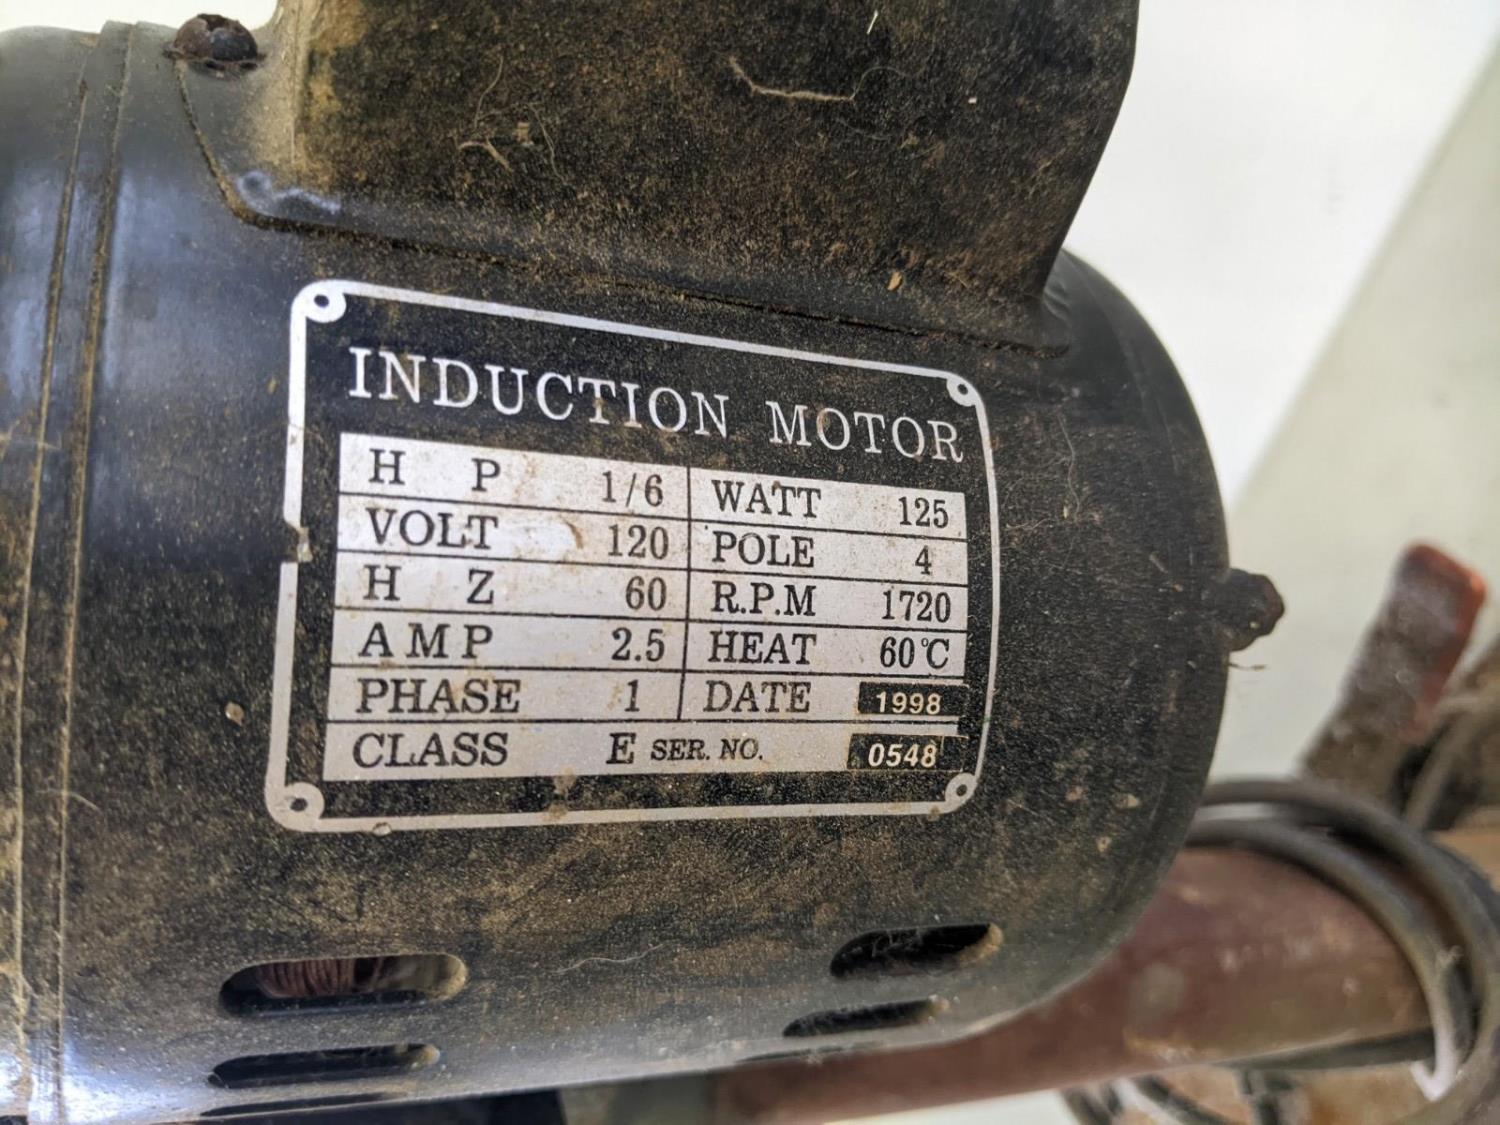 INDUCTION MOTOR
H P 1/6 WATT 125
VOLT 120 POLE 4
H Z 60 R.P.M 1720
AMP 2.5 HEAT 60℃
PHASE 1 DATE 1998
CLASS E SER. NO. 0548